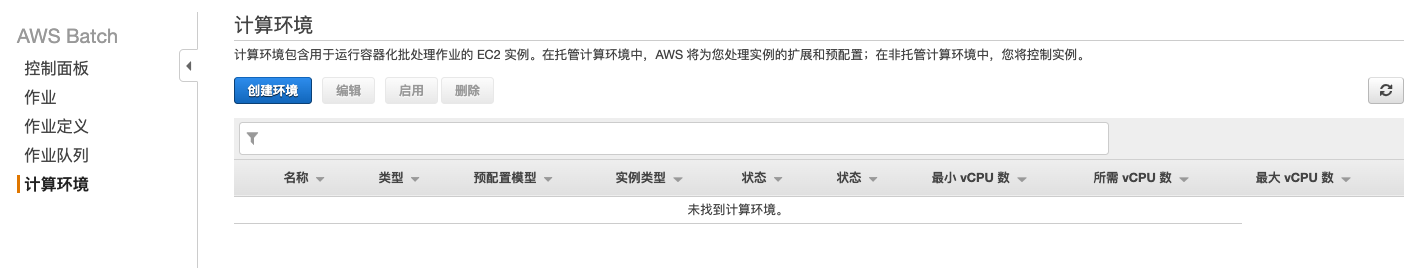 AWS Batch
控制面板
作业
作业定义
作业队列
计算环境
计算环境
计算环境包含用于运行容器化批处理作业的 EC2 实例。在托管计算环境中，AWS 将为您处理实例的扩展和预配置；在非托管计算环境中，您将控制实例。
创建环境 编辑 启用 删除
名称 类型 预配置模型 实例类型 状态 状态 最小 vCPU 数 所需 vCPU 数 最大 vCPU 数
未找到计算环境。